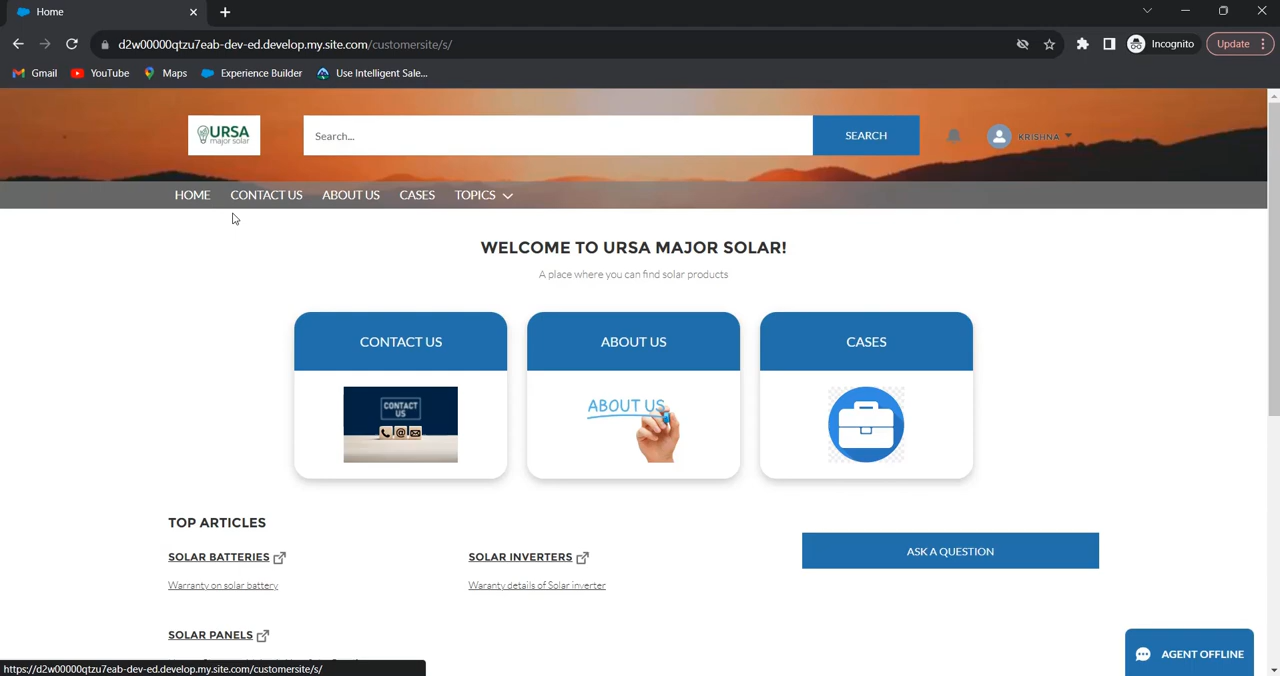 Home
d2w00000qtzu7eab-dev-ed.develop.my.site.com/customersite/s/
Incognito
Update
Gmail
YouTube
Maps
Experience Builder
Use Intelligent Sale...
URSA
major solar
Search...
SEARCH
KRISHNA
HOME
CONTACT US
ABOUT US
CASES
TOPICS
WELCOME TO URSA MAJOR SOLAR!
A place where you can find solar products
CONTACT US
ABOUT US
CASES
CONTACT
US
ABOUT US
TOP ARTICLES
SOLAR BATTERIES
SOLAR INVERTERS
ASK A QUESTION
Warranty on solar battery
Waranty details of Solar inverter
SOLAR PANELS
AGENT OFFLINE
https://d2w00000qtzu7eab-dev-ed.develop.my.site.com/customersite/s/